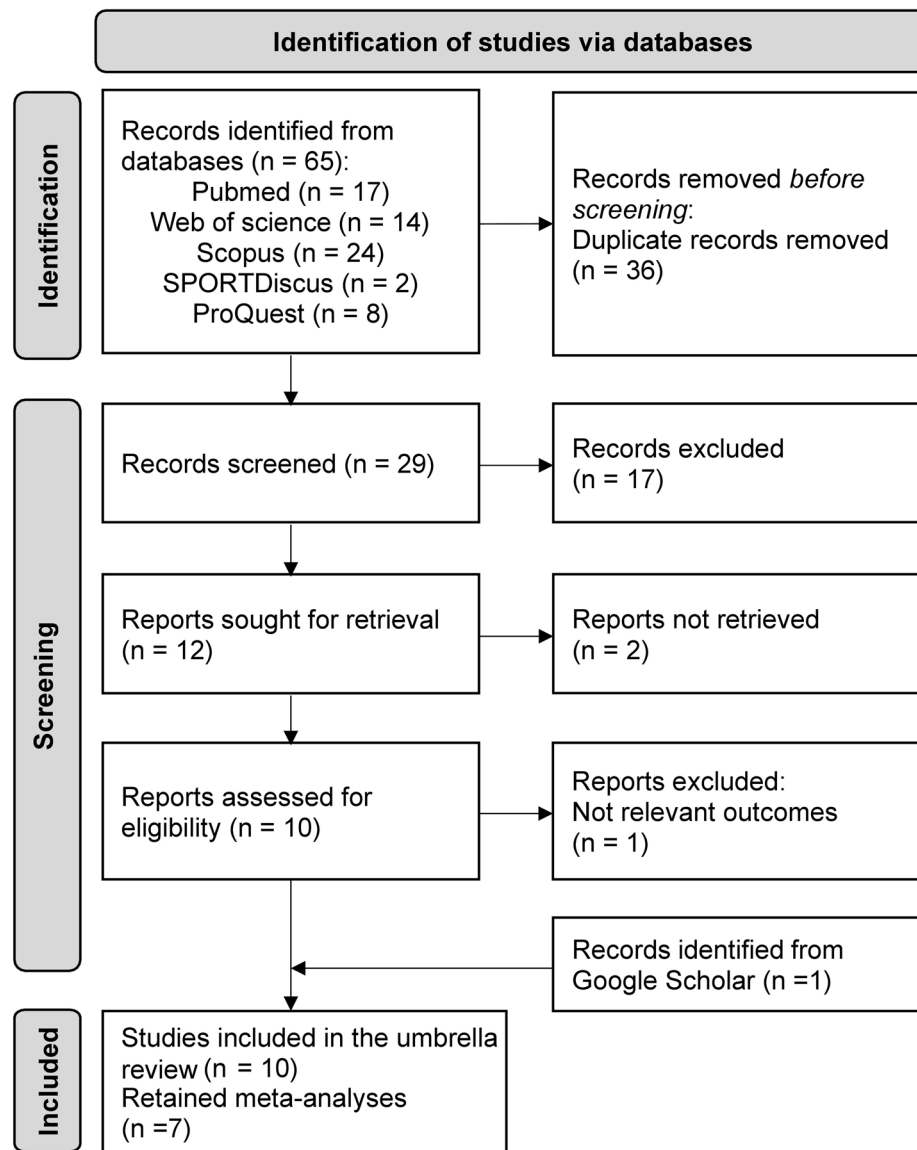 Identification of studies via databases
Identification
Records identified from
databases (n = 65):
Pubmed (n = 17)
Web of science (n = 14)
Scopus (n = 24)
SPORTDiscus (n = 2)
ProQuest (n = 8)
Records removed before
screening:
Duplicate records removed
(n = 36)
Screening
Records screened (n = 29)
Records excluded
(n = 17)
Reports sought for retrieval
(n = 12)
Reports not retrieved
(n = 2)
Reports assessed for
eligibility (n = 10)
Reports excluded:
Not relevant outcomes
(n = 1)
Records identified from
Google Scholar (n =1)
Included
Studies included in the umbrella
review (n = 10)
Retained meta-analyses
(n =7)